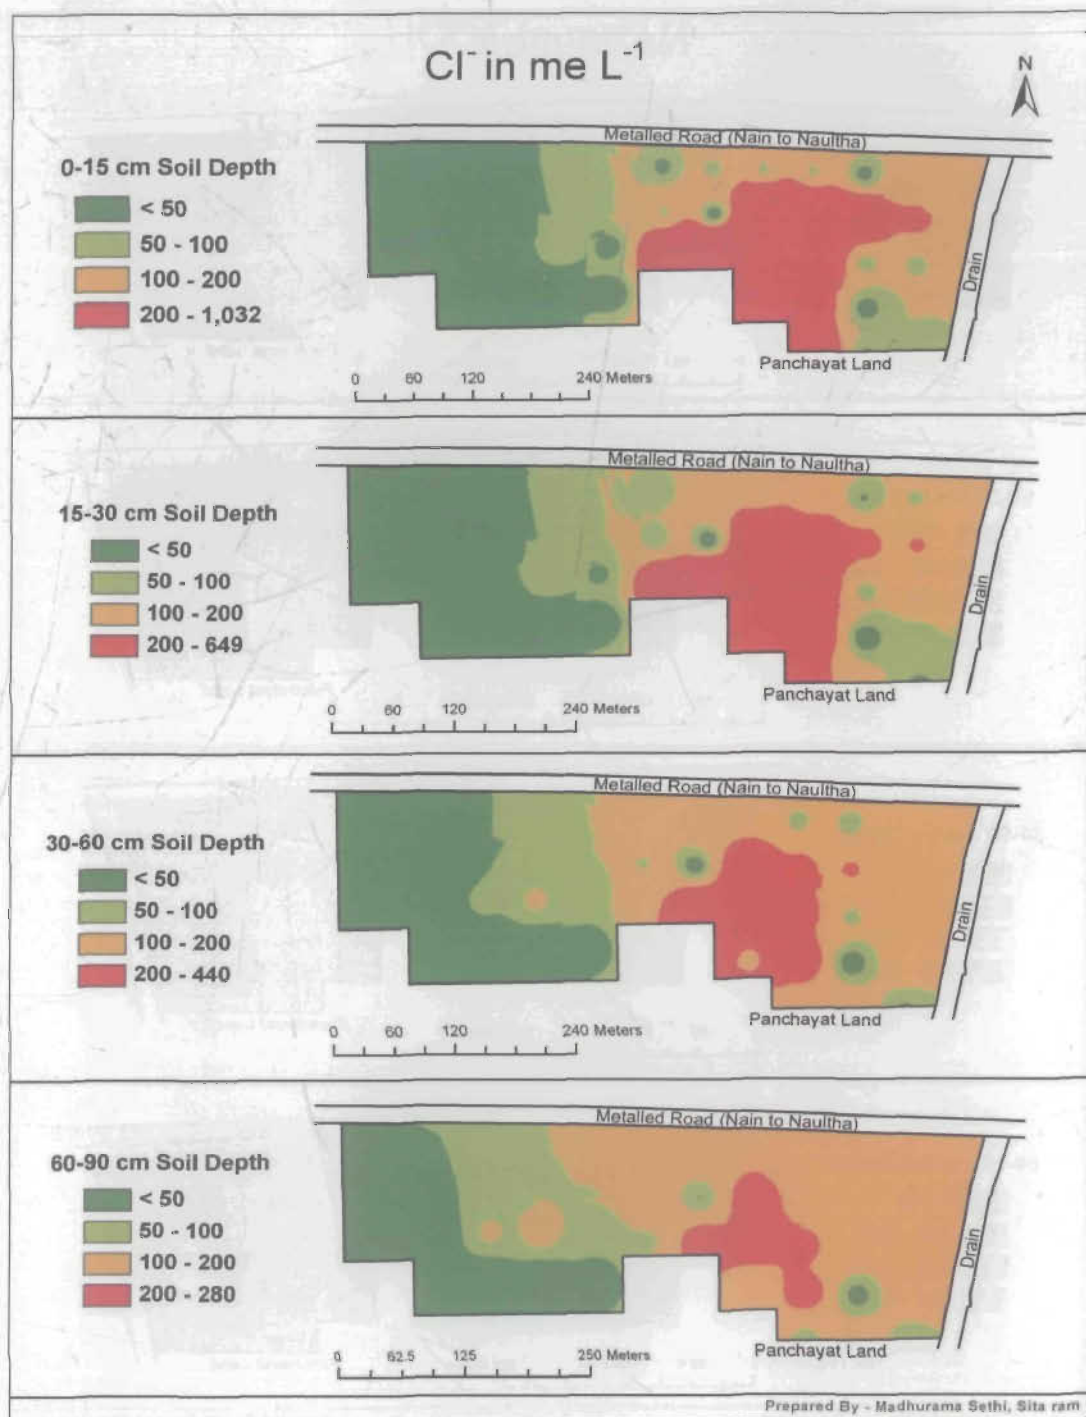 Cl⁻ in me L⁻¹
N
0-15 cm Soil Depth
< 50
50 - 100
100 - 200
200 - 1,032
Metalled Road (Nain to Naultha)
Drain
Panchayat Land
0 60 120 240 Meters
15-30 cm Soil Depth
< 50
50 - 100
100 - 200
200 - 649
Metalled Road (Nain to Naultha)
Drain
Panchayat Land
0 60 120 240 Meters
30-60 cm Soil Depth
< 50
50 - 100
100 - 200
200 - 440
Metalled Road (Nain to Naultha)
Drain
Panchayat Land
0 60 120 240 Meters
60-90 cm Soil Depth
< 50
50 - 100
100 - 200
200 - 280
Metalled Road (Nain to Naultha)
Drain
Panchayat Land
0 62.5 125 250 Meters
Prepared By - Madhurama Sethi, Sita ram